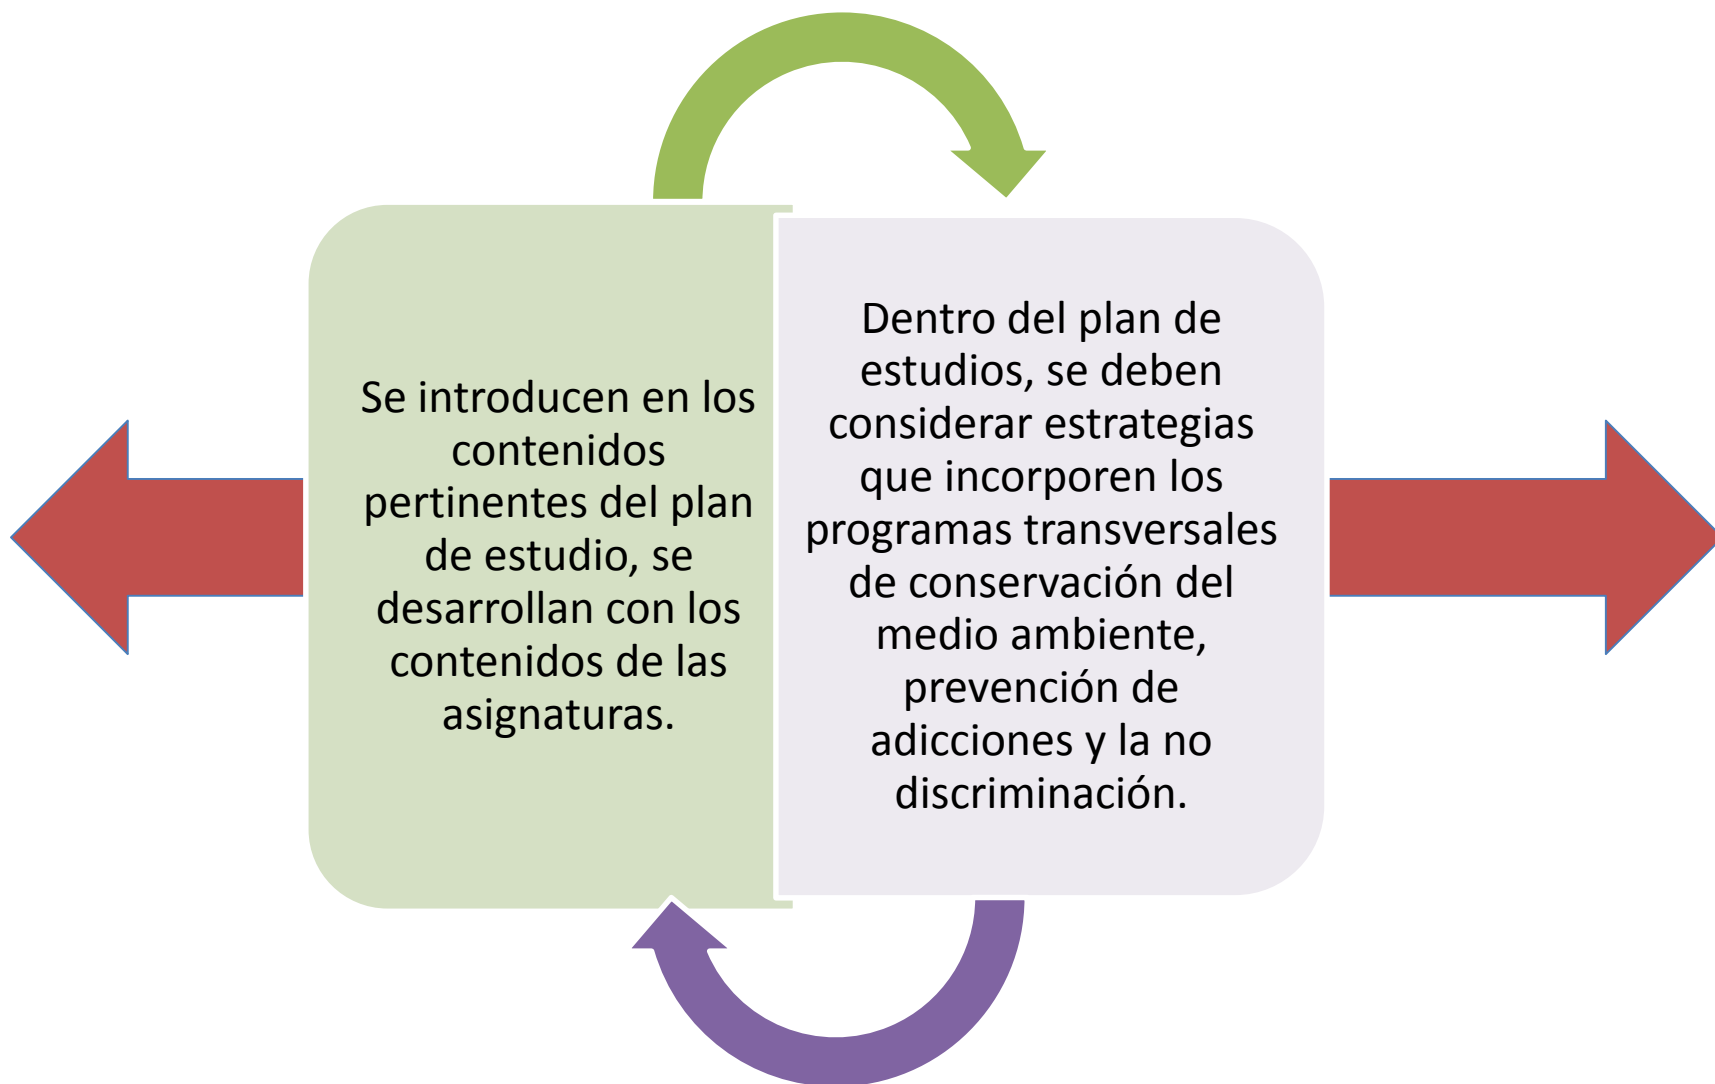 Se introducen en los
contenidos
pertinentes del plan
de estudio, se
desarrollan con los
contenidos de las
asignaturas.
Dentro del plan de
estudios, se deben
considerar estrategias
que incorporen los
programas transversales
de conservación del
medio ambiente,
prevención de
adicciones y la no
discriminación.